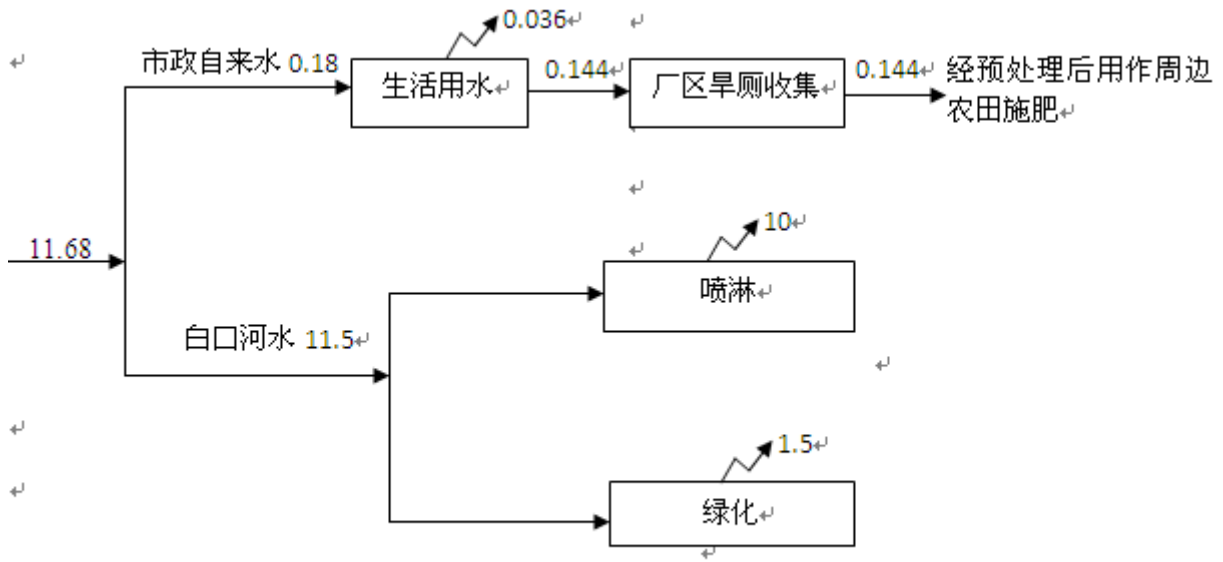 0.036
市政自来水 0.18
生活用水
0.144
厂区旱厕收集
0.144
经预处理后用作周边
农田施肥
11.68
10
喷淋
白口河水 11.5
1.5
绿化